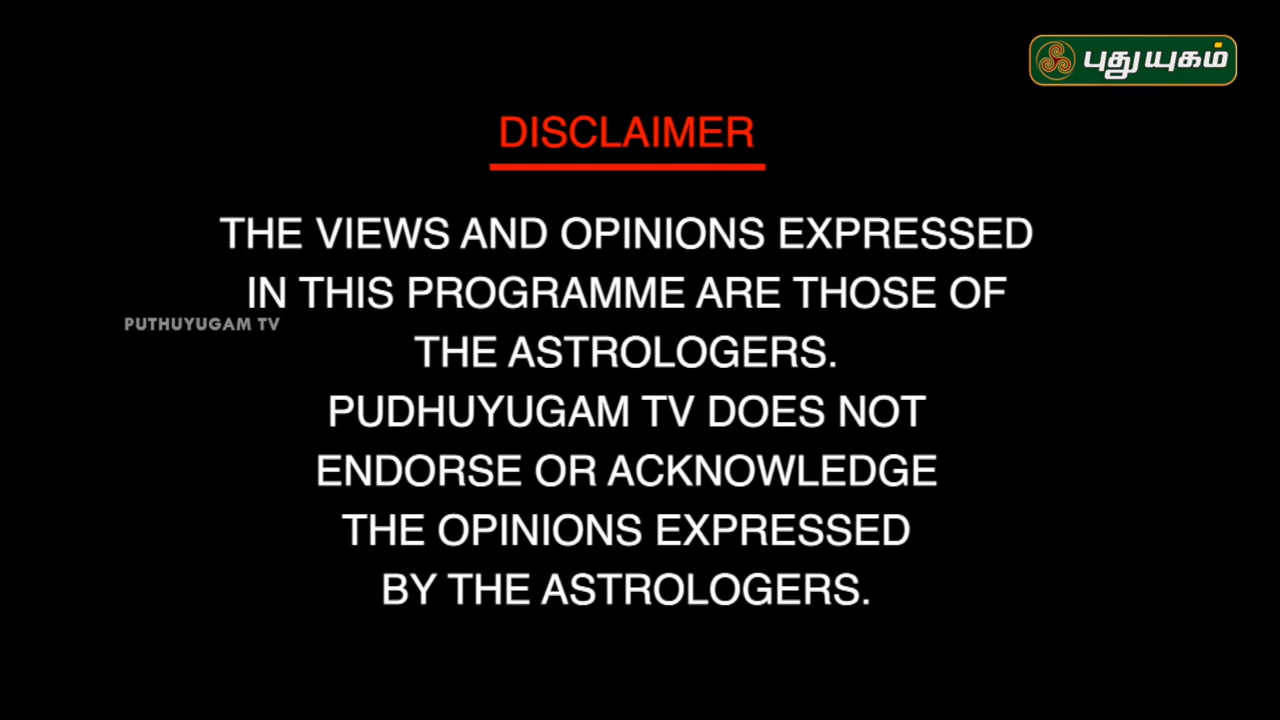 புதுயுகம்
DISCLAIMER
THE VIEWS AND OPINIONS EXPRESSED
IN THIS PROGRAMME ARE THOSE OF
PUTHUYUGAM TV
THE ASTROLOGERS.
PUDHUYUGAM TV DOES NOT
ENDORSE OR ACKNOWLEDGE
THE OPINIONS EXPRESSED
BY THE ASTROLOGERS.